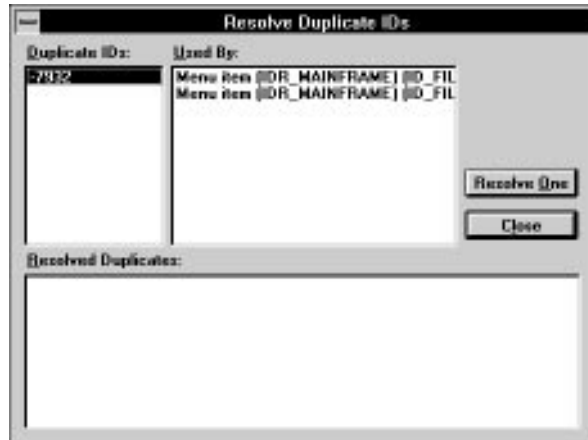 Resolve Duplicate IDs
Duplicate IDs:
Used By:
-7932
Menu item (IDR_MAINFRAME) (ID_FIL
Menu item (IDR_MAINFRAME) (ID_FIL
Resolve One
Close
Resolved Duplicates: